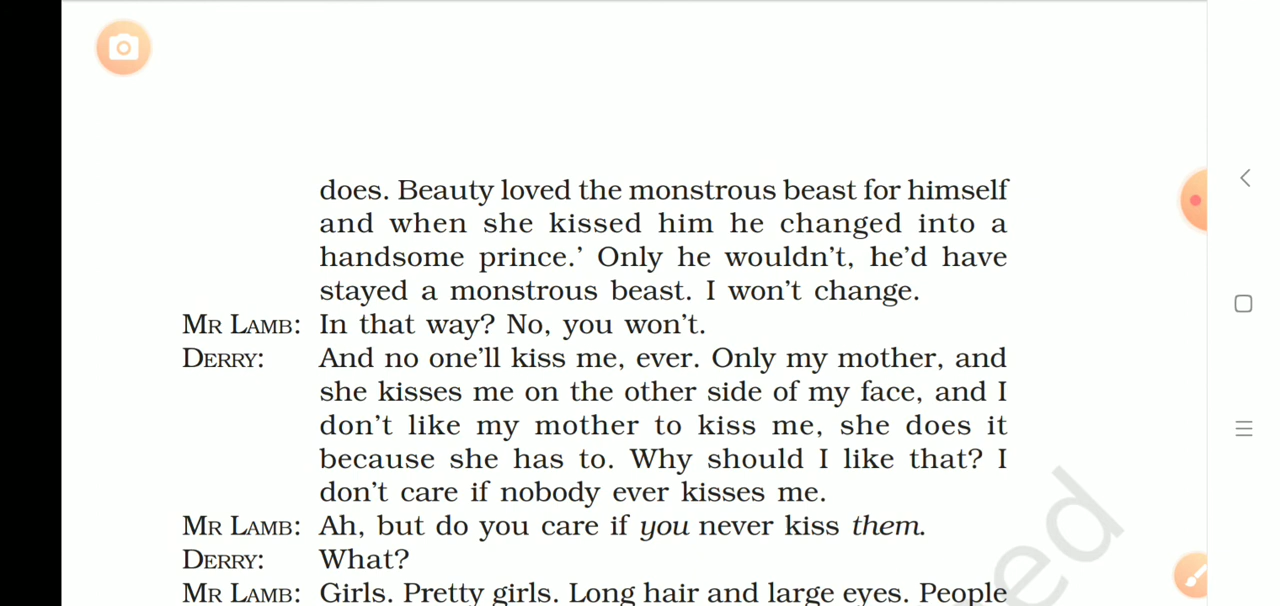 does. Beauty loved the monstrous beast for himself
and when she kissed him he changed into a
handsome prince.’ Only he wouldn’t, he’d have
stayed a monstrous beast. I won’t change.
MR LAMB: In that way? No, you won’t.
DERRY: And no one’ll kiss me, ever. Only my mother, and
she kisses me on the other side of my face, and I
don’t like my mother to kiss me, she does it
because she has to. Why should I like that? I
don’t care if nobody ever kisses me.
MR LAMB: Ah, but do you care if you never kiss them.
DERRY: What?
MR LAMB: Girls. Pretty girls. Long hair and large eyes. People
ed